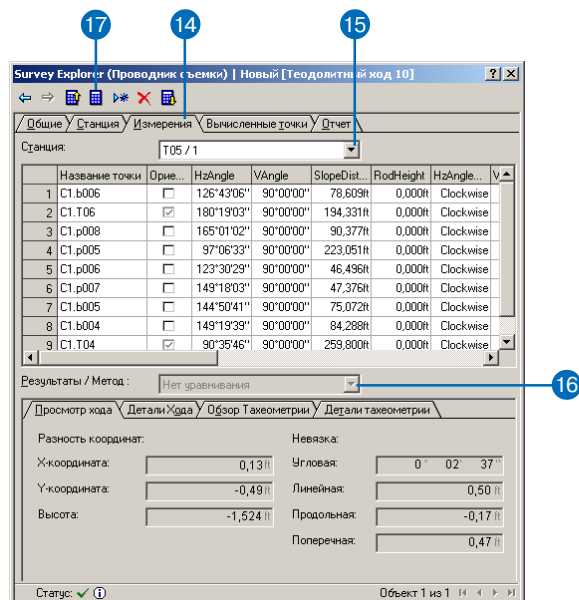 17 14 15
Survey Explorer (Проводник съемки) | Новый [Теодолитный ход 10]
Общие Станция Измерения Вычисленные точки Отчет
Станция: T05 / 1
Название точки Орие... HzAngle VAngle SlopeDist... RodHeight HzAngle... V
1 C1.b006 126°43'06'' 90°00'00'' 78,609ft 0,000ft Clockwise
2 C1.T06 180°19'03'' 90°00'00'' 194,331ft 0,000ft Clockwise
3 C1.p008 165°01'02'' 90°00'00'' 90,377ft 0,000ft Clockwise
4 C1.p005 97°06'33'' 90°00'00'' 223,051ft 0,000ft Clockwise
5 C1.p006 123°30'29'' 90°00'00'' 46,496ft 0,000ft Clockwise
6 C1.p007 149°18'03'' 90°00'00'' 47,376ft 0,000ft Clockwise
7 C1.b005 144°50'41'' 90°00'00'' 75,072ft 0,000ft Clockwise
8 C1.b004 149°19'39'' 90°00'00'' 84,288ft 0,000ft Clockwise
9 C1.T04 90°35'46'' 90°00'00'' 259,800ft 0,000ft Clockwise
Результаты / Метод : Нет уравнивания 16
Просмотр хода Детали Хода Обзор Тахеометрии Детали тахеометрии
Разность координат: Невязка:
X-координата: 0,13 ft Угловая: 0 ° 02' 37 ''
Y-координата: -0,49 ft Линейная: 0,50 ft
Высота: -1,524 ft Продольная: -0,17 ft
Поперечная: 0,47 ft
Статус: Объект 1 из 1